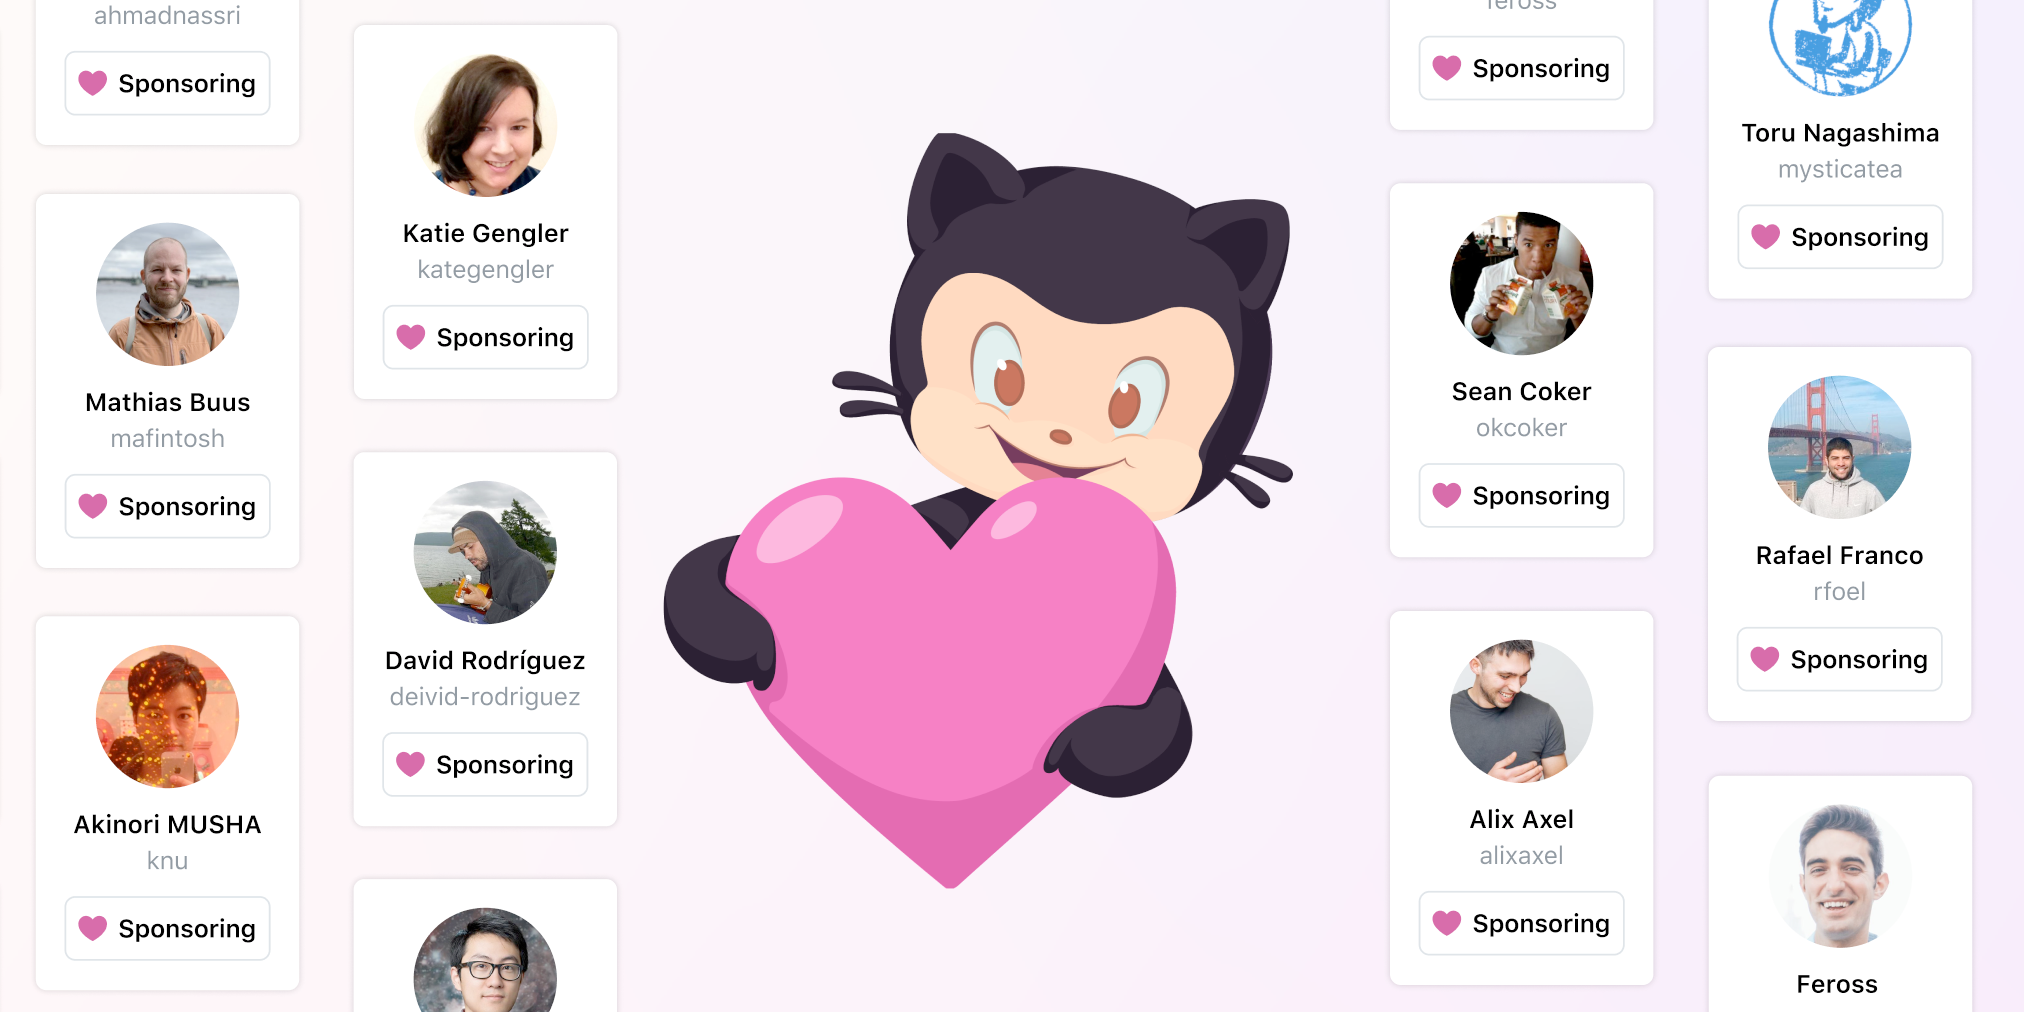 ahmadnassri
Sponsoring
Mathias Buus
mafintosh
Sponsoring
Akinori MUSHA
knu
Sponsoring
Katie Gengler
kategengler
Sponsoring
David Rodríguez
deivid-rodriguez
Sponsoring
feross
Sponsoring
Sean Coker
okcoker
Sponsoring
Alix Axel
alixaxel
Sponsoring
Toru Nagashima
mysticatea
Sponsoring
Rafael Franco
rfoel
Sponsoring
Feross